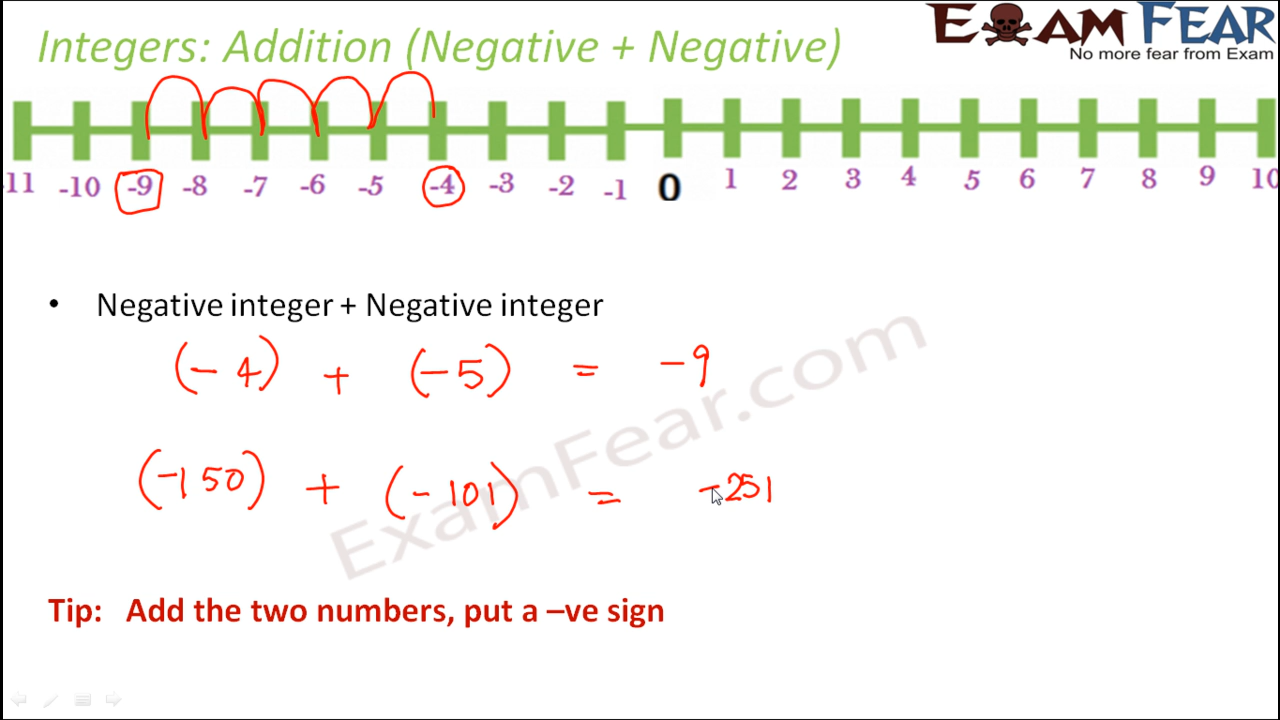 Integers: Addition (Negative + Negative)
EXAM FEAR
No more fear from Exam
-11 -10 -9 -8 -7 -6 -5 -4 -3 -2 -1 0 1 2 3 4 5 6 7 8 9 10
• Negative integer + Negative integer
(-4) + (-5) = -9
(-150) + (-101) = -251
ExamFear.com
Tip: Add the two numbers, put a –ve sign